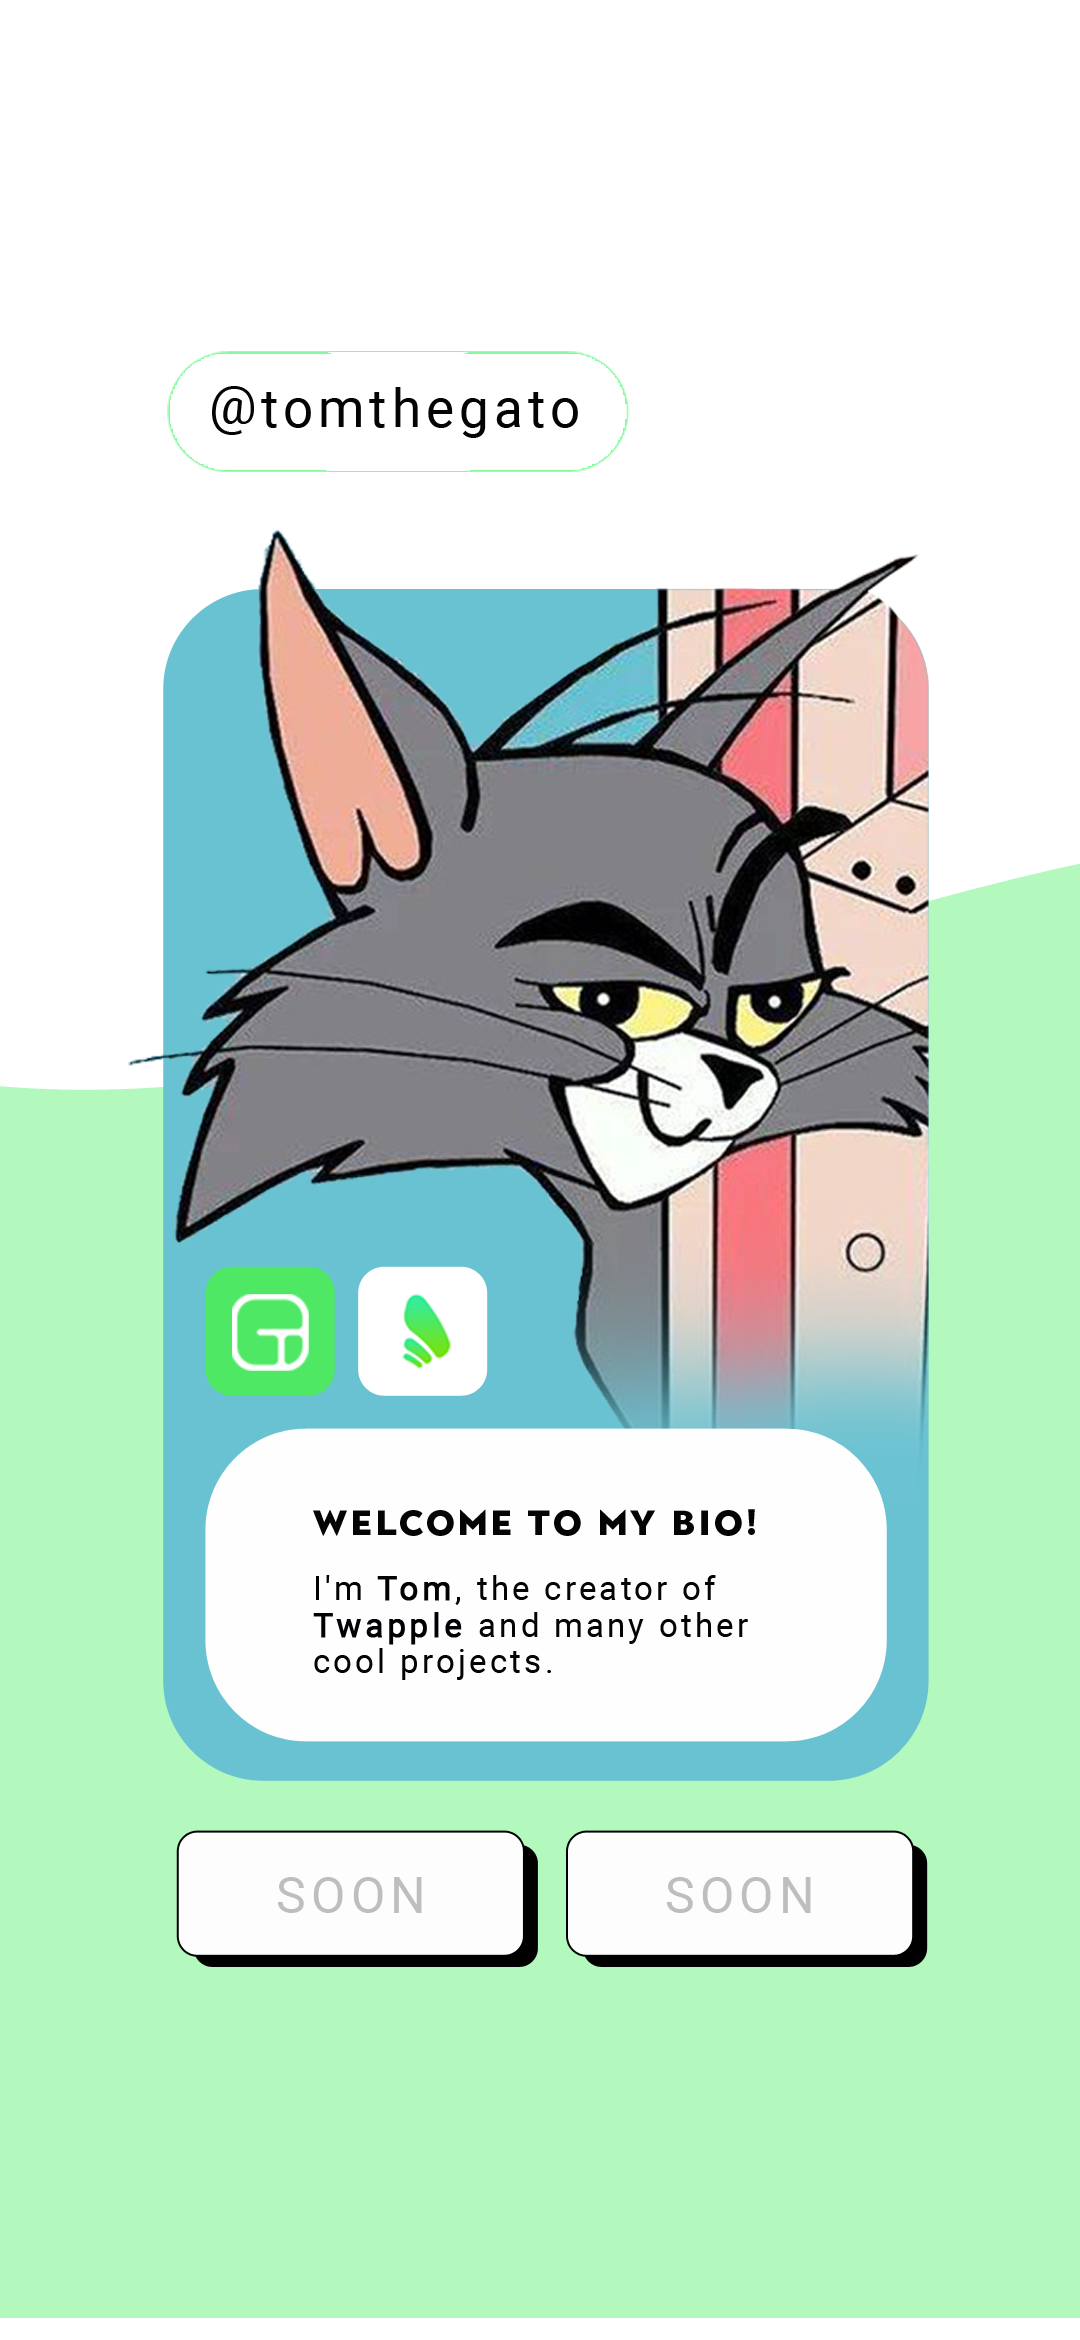 @tomthegato
WELCOME TO MY BIO!
I'm Tom, the creator of
Twapple and many other
cool projects.
SOON
SOON